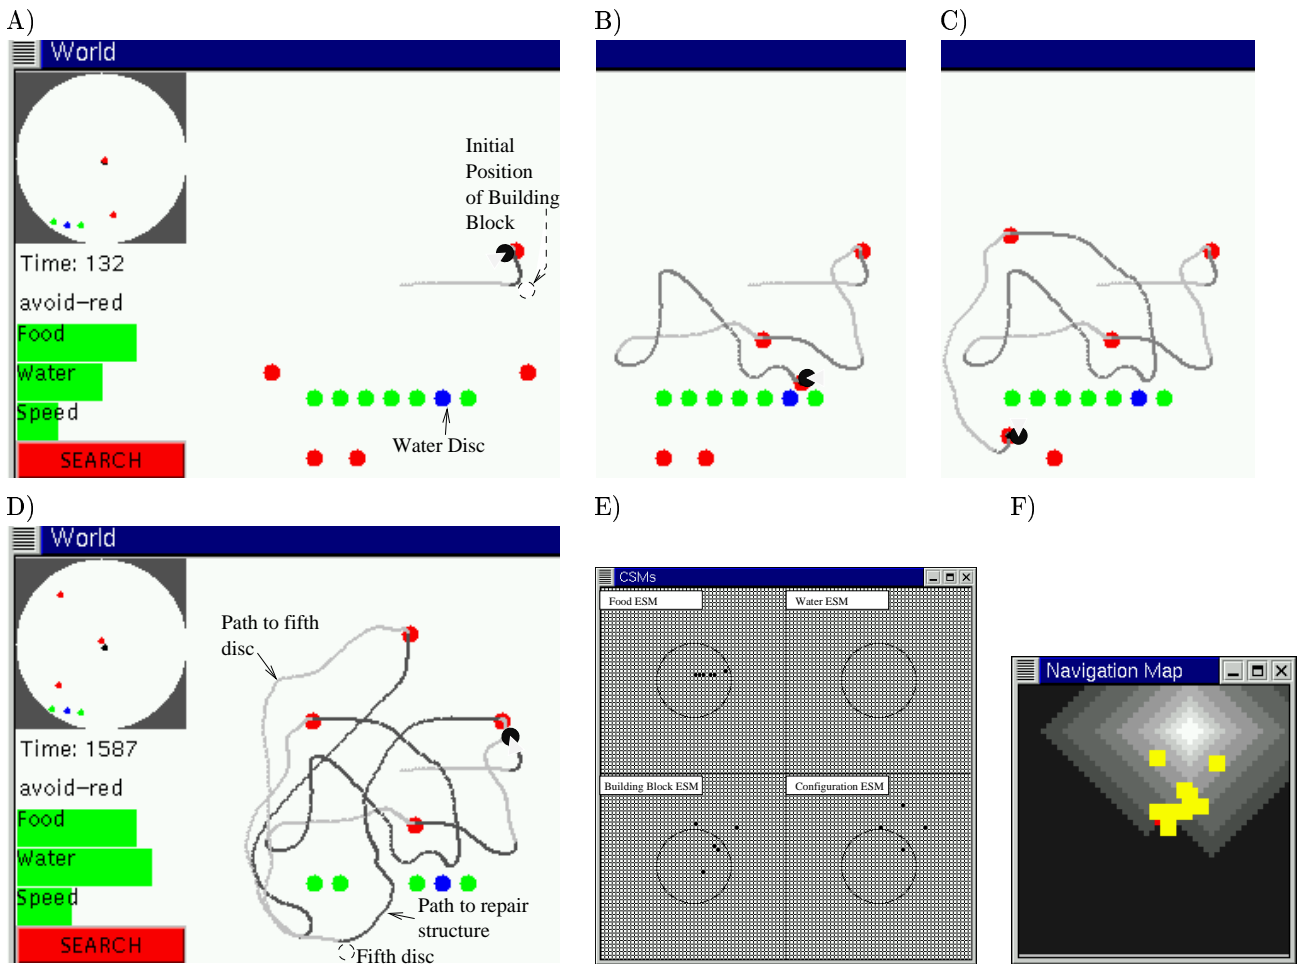 A)
World
Initial
Position
of Building
Block
Time: 132
avoid-red
Food
Water
Speed
SEARCH
Water Disc
B)
C)
D)
World
Path to fifth
disc
Time: 1587
avoid-red
Food
Water
Speed
SEARCH
Path to repair
structure
Fifth disc
E)
CSMs
Food ESM
Water ESM
Building Block ESM
Configuration ESM
F)
Navigation Map